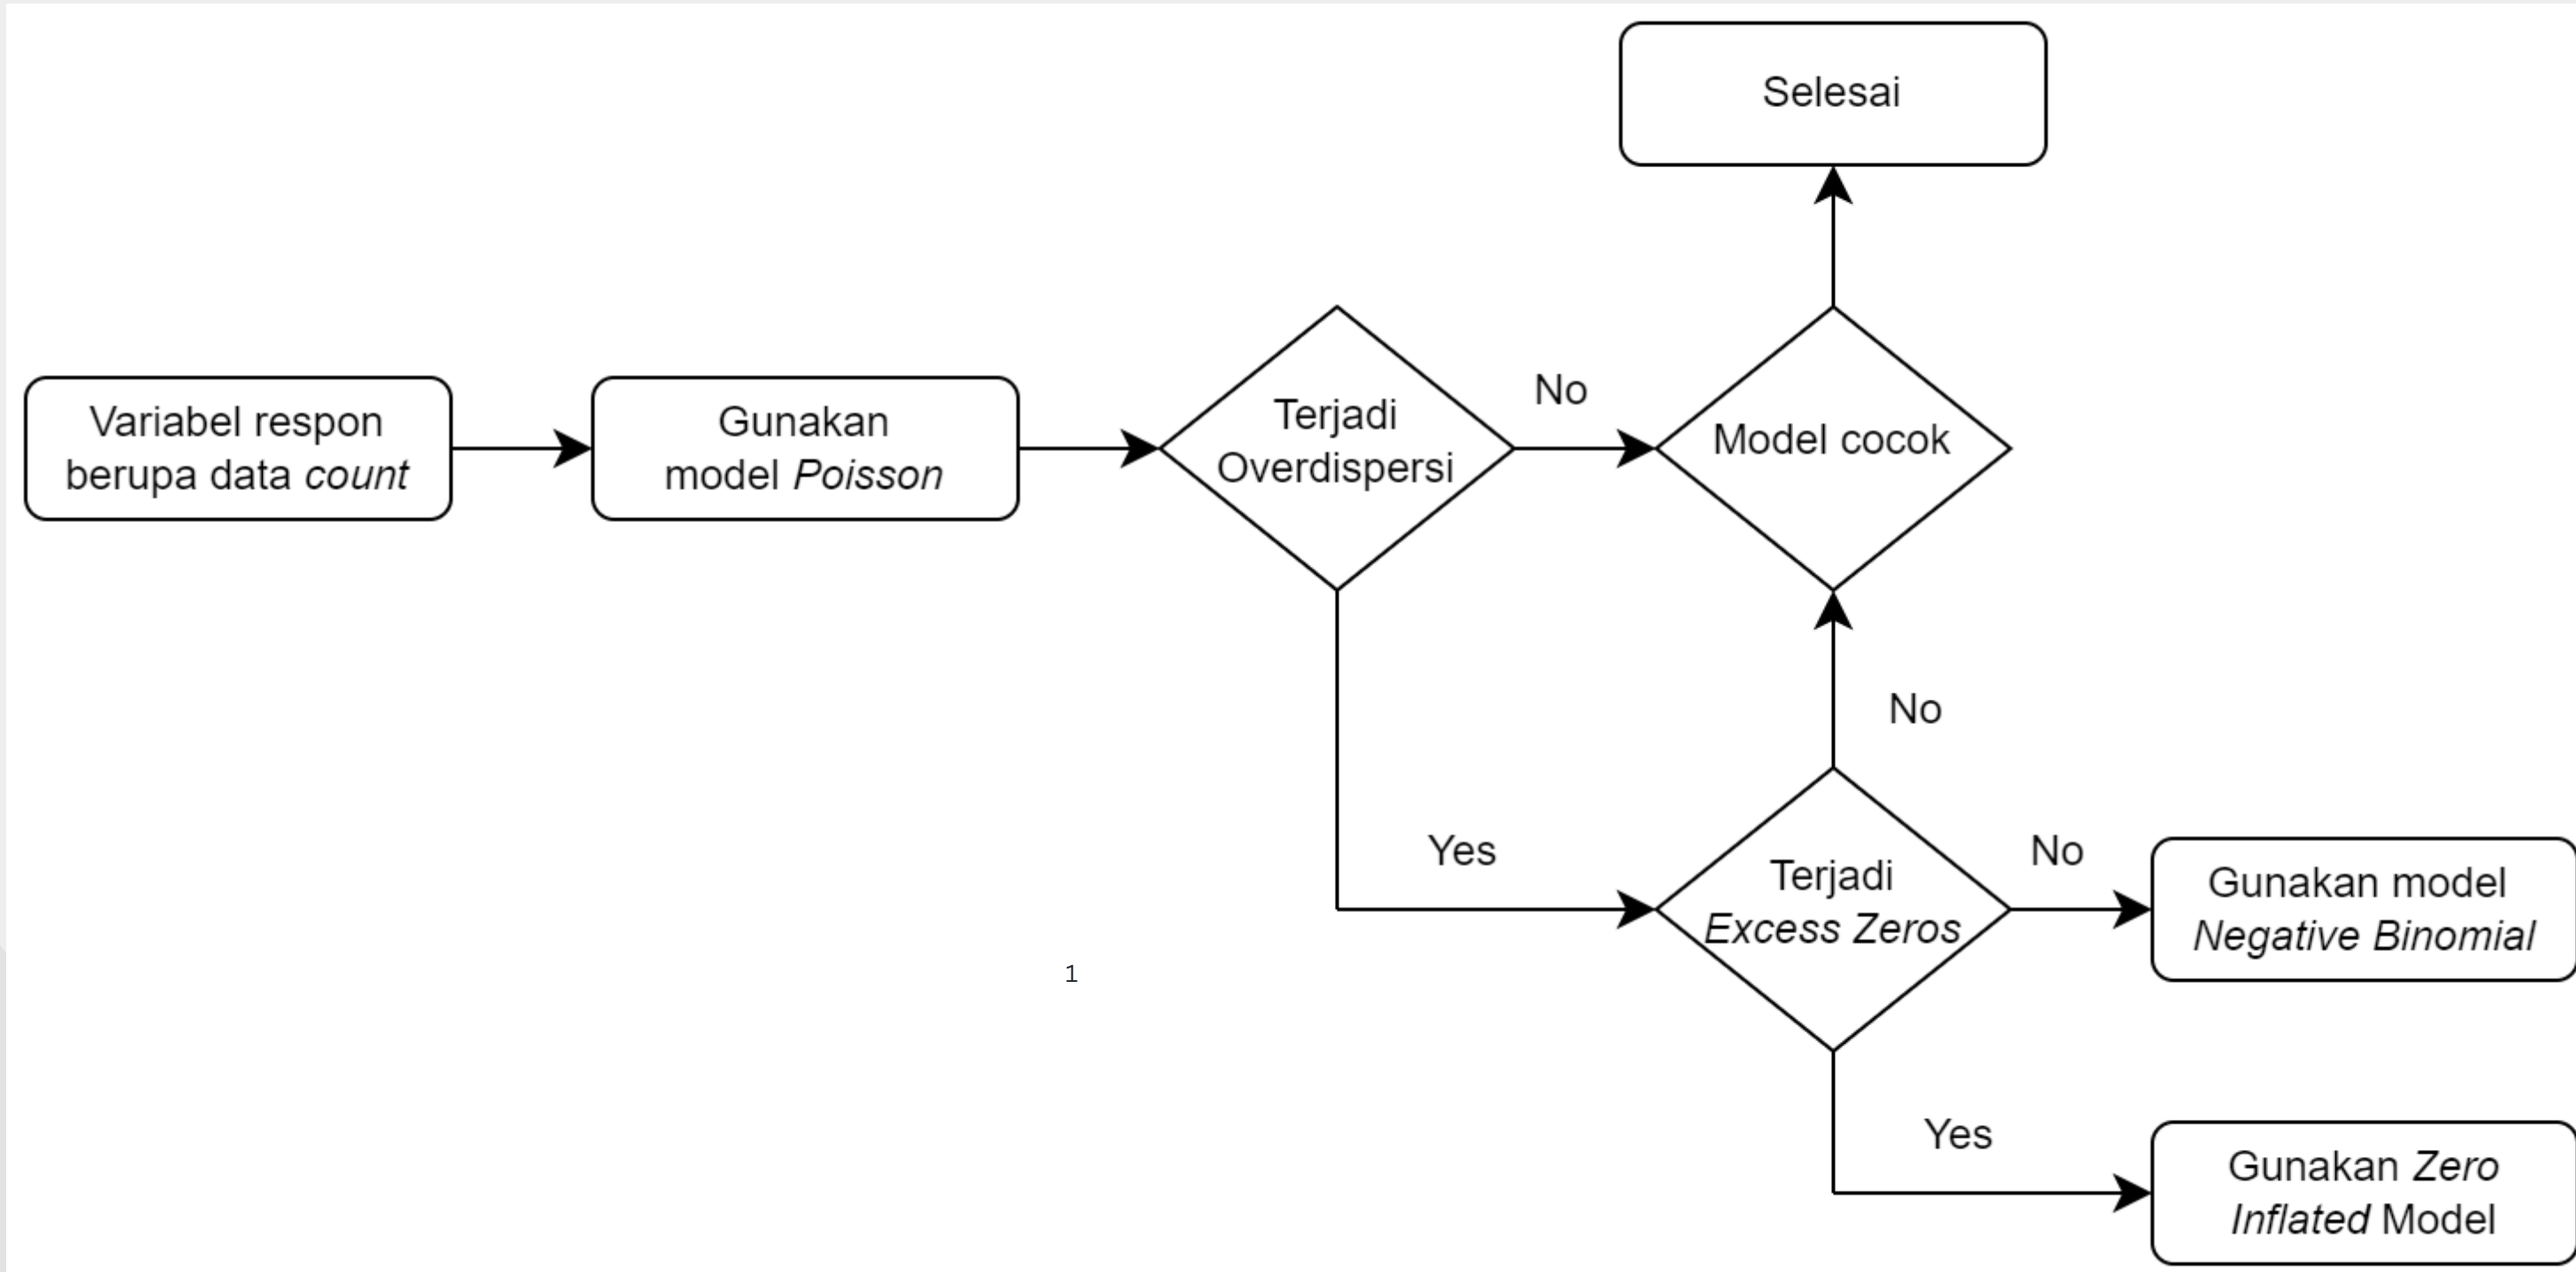 Selesai
Variabel respon
berupa data count
Gunakan
model Poisson
Terjadi
Overdispersi
No
Model cocok
No
Yes
Terjadi
Excess Zeros
No
Gunakan model
Negative Binomial
1
Yes
Gunakan Zero
Inflated Model